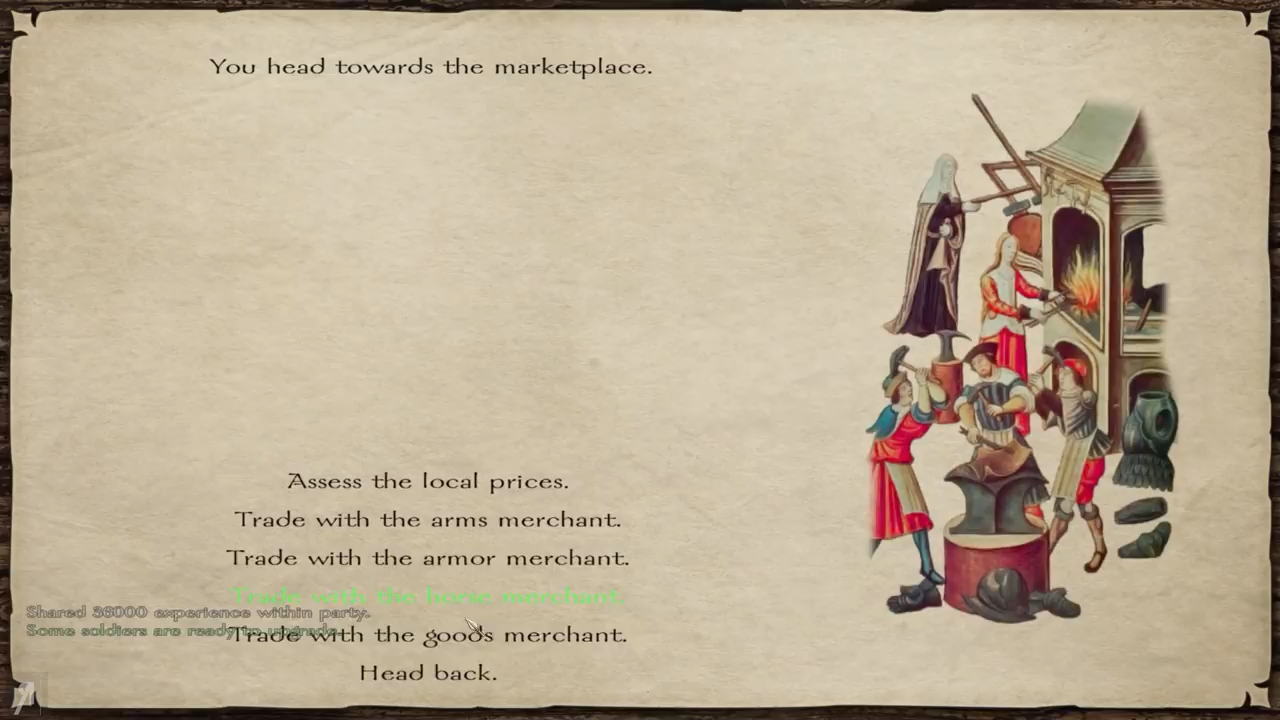 You head towards the marketplace.
Assess the local prices.
Trade with the arms merchant.
Trade with the armor merchant.
Trade with the horse merchant.
Shared 36000 experience within party.
Some soldiers are ready to upgrade.
Trade with the goods merchant.
Head back.